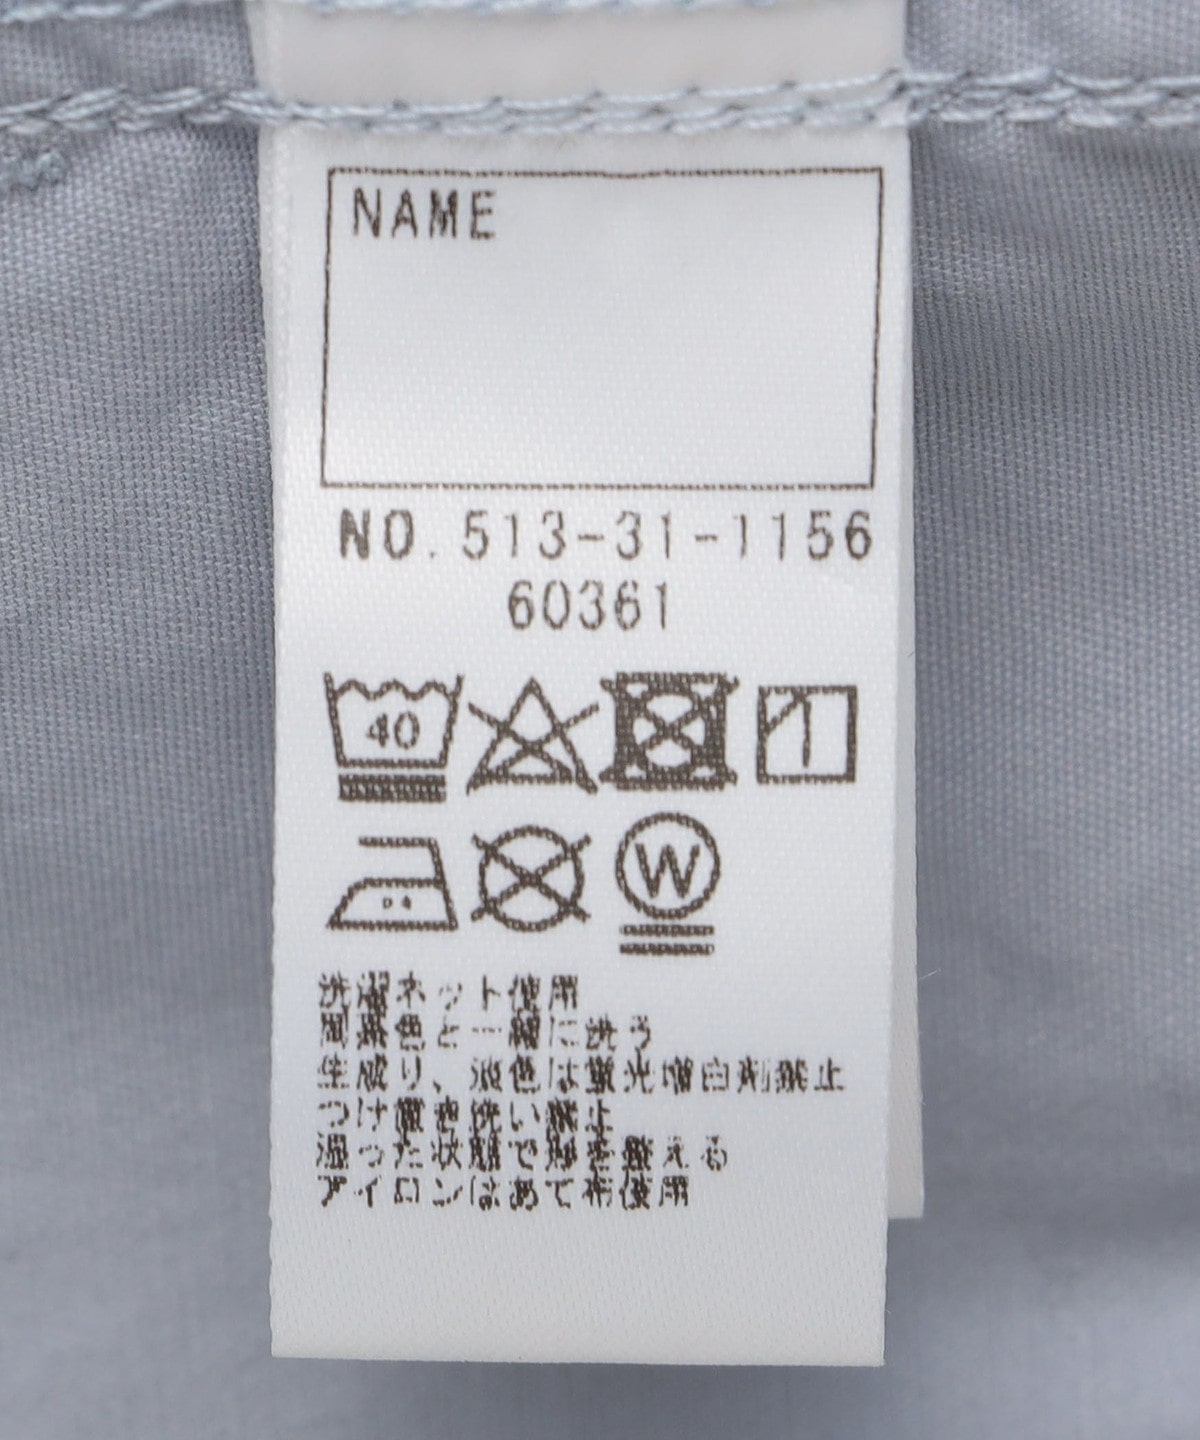 NAME
NO. 513-31-1156
60361
40
W
洗濯ネット使用
同系色と一緒に洗う
生成り、淡色は蛍光増白剤禁止
つけ置き洗い禁止
湿った状態で形を整える
アイロンはあて布使用